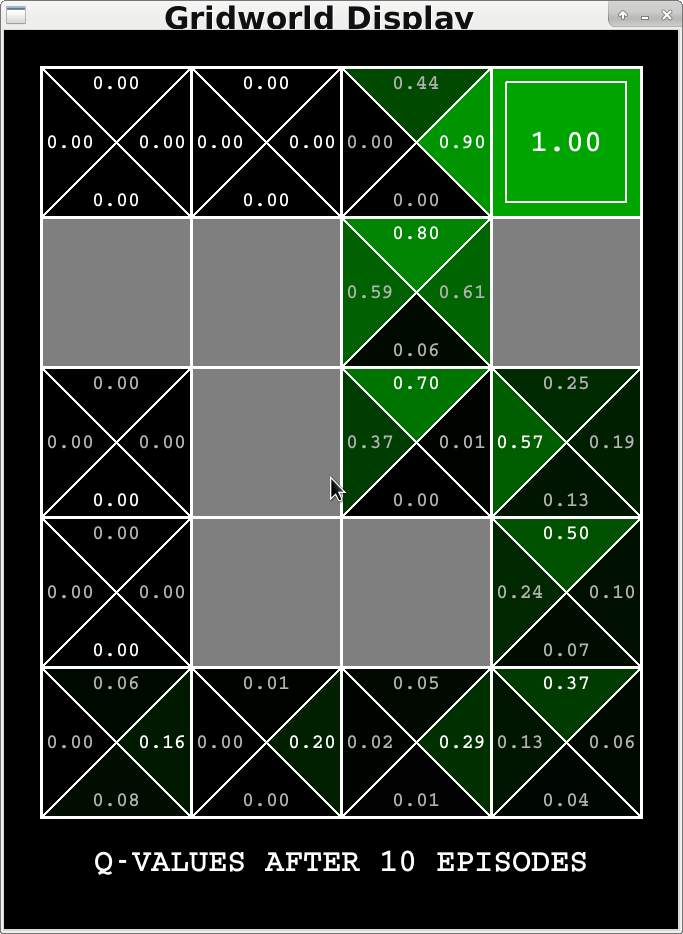 Gridworld Display
0.00 0.00 0.44
0.00 0.00 0.00 0.00 0.00 0.90 1.00
0.00 0.00 0.00
0.80
0.59 0.61
0.06
0.00 0.70 0.25
0.00 0.00 0.37 0.01 0.57 0.19
0.00 0.00 0.13
0.00 0.50
0.00 0.00 0.24 0.10
0.00 0.07
0.06 0.01 0.05 0.37
0.00 0.16 0.00 0.20 0.02 0.29 0.13 0.06
0.08 0.00 0.01 0.04
Q-VALUES AFTER 10 EPISODES